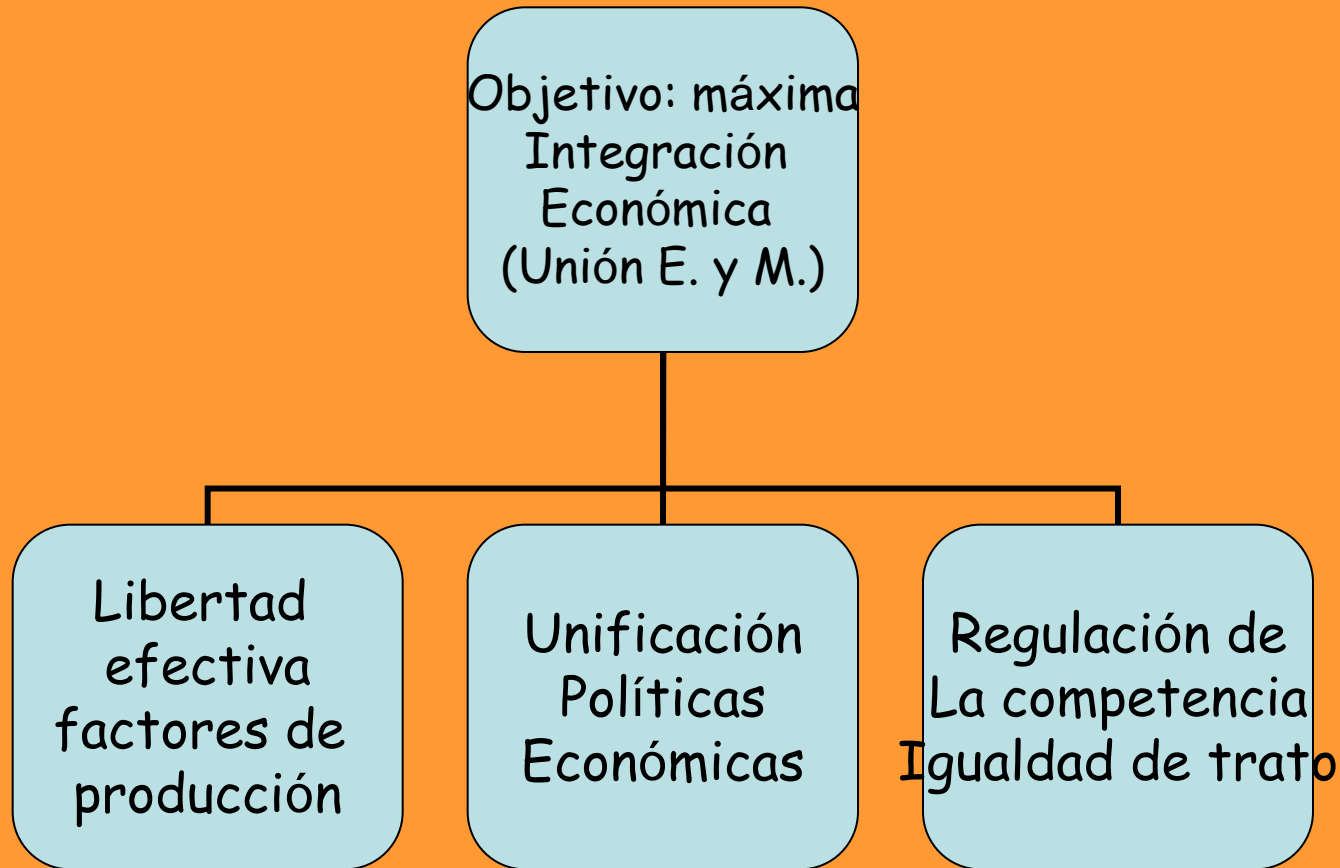 Objetivo: máxima
Integración
Económica
(Unión E. y M.)
Libertad
efectiva
factores de
producción
Unificación
Políticas
Económicas
Regulación de
La competencia
Igualdad de trato